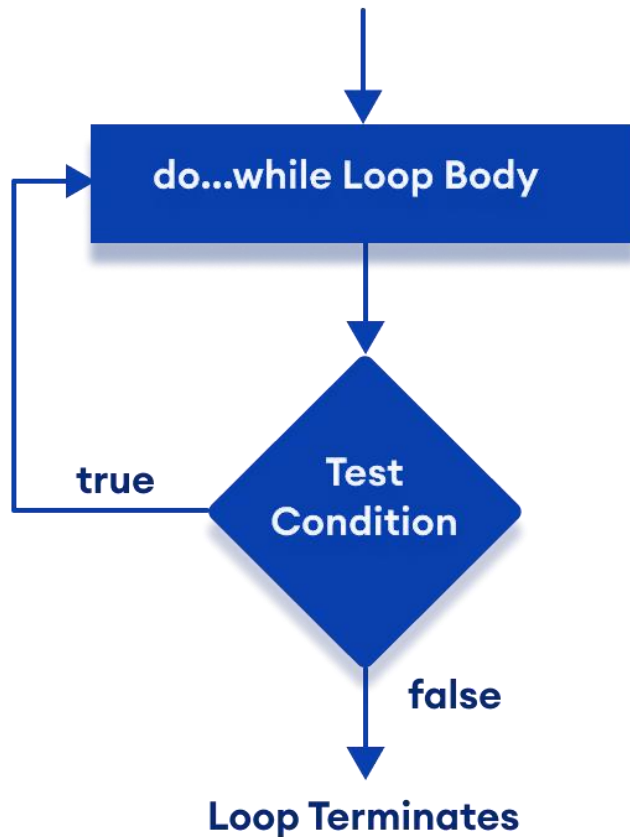 do...while Loop Body
true
Test
Condition
false
Loop Terminates